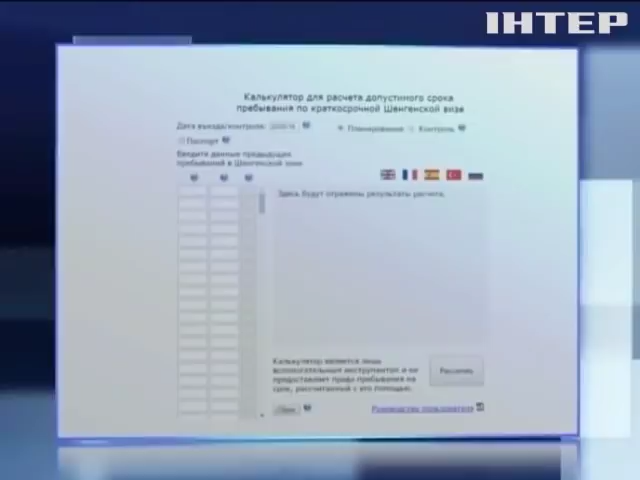 ІНТЕР
Калькулятор для расчета допустимого срока
пребывания по краткосрочной Шенгенской визе
Дата выезда/контроля:
Планирование Контроль
Паспорт
Введите данные предыдущих
пребываний в Шенгенской зоне
Здесь будут отражены результаты расчета.
Калькулятор является лишь
вспомогательным инструментом и не
предоставляет права пребывания на
срок, рассчитанный с его помощью.
Рассчитать
Руководство пользователя